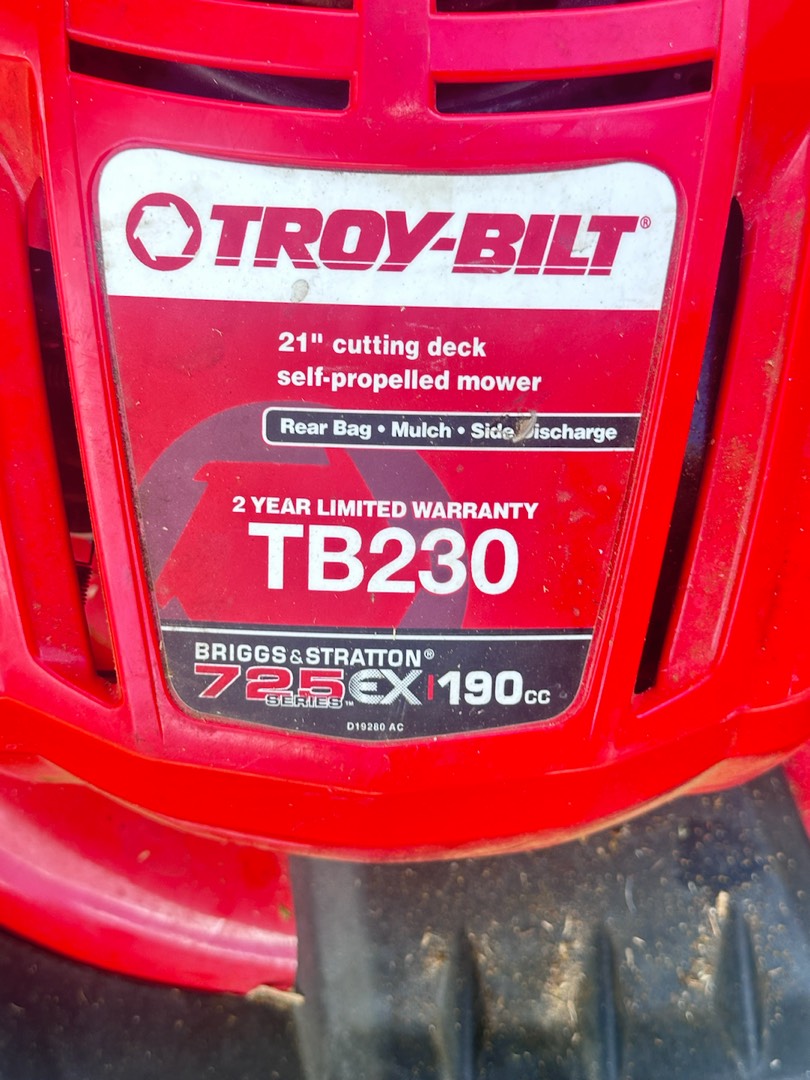 TROY-BILT®
21" cutting deck
self-propelled mower
Rear Bag • Mulch • Side Discharge
2 YEAR LIMITED WARRANTY
TB230
BRIGGS & STRATTON®
725 EX | 190cc
SERIES™
D19280 AC